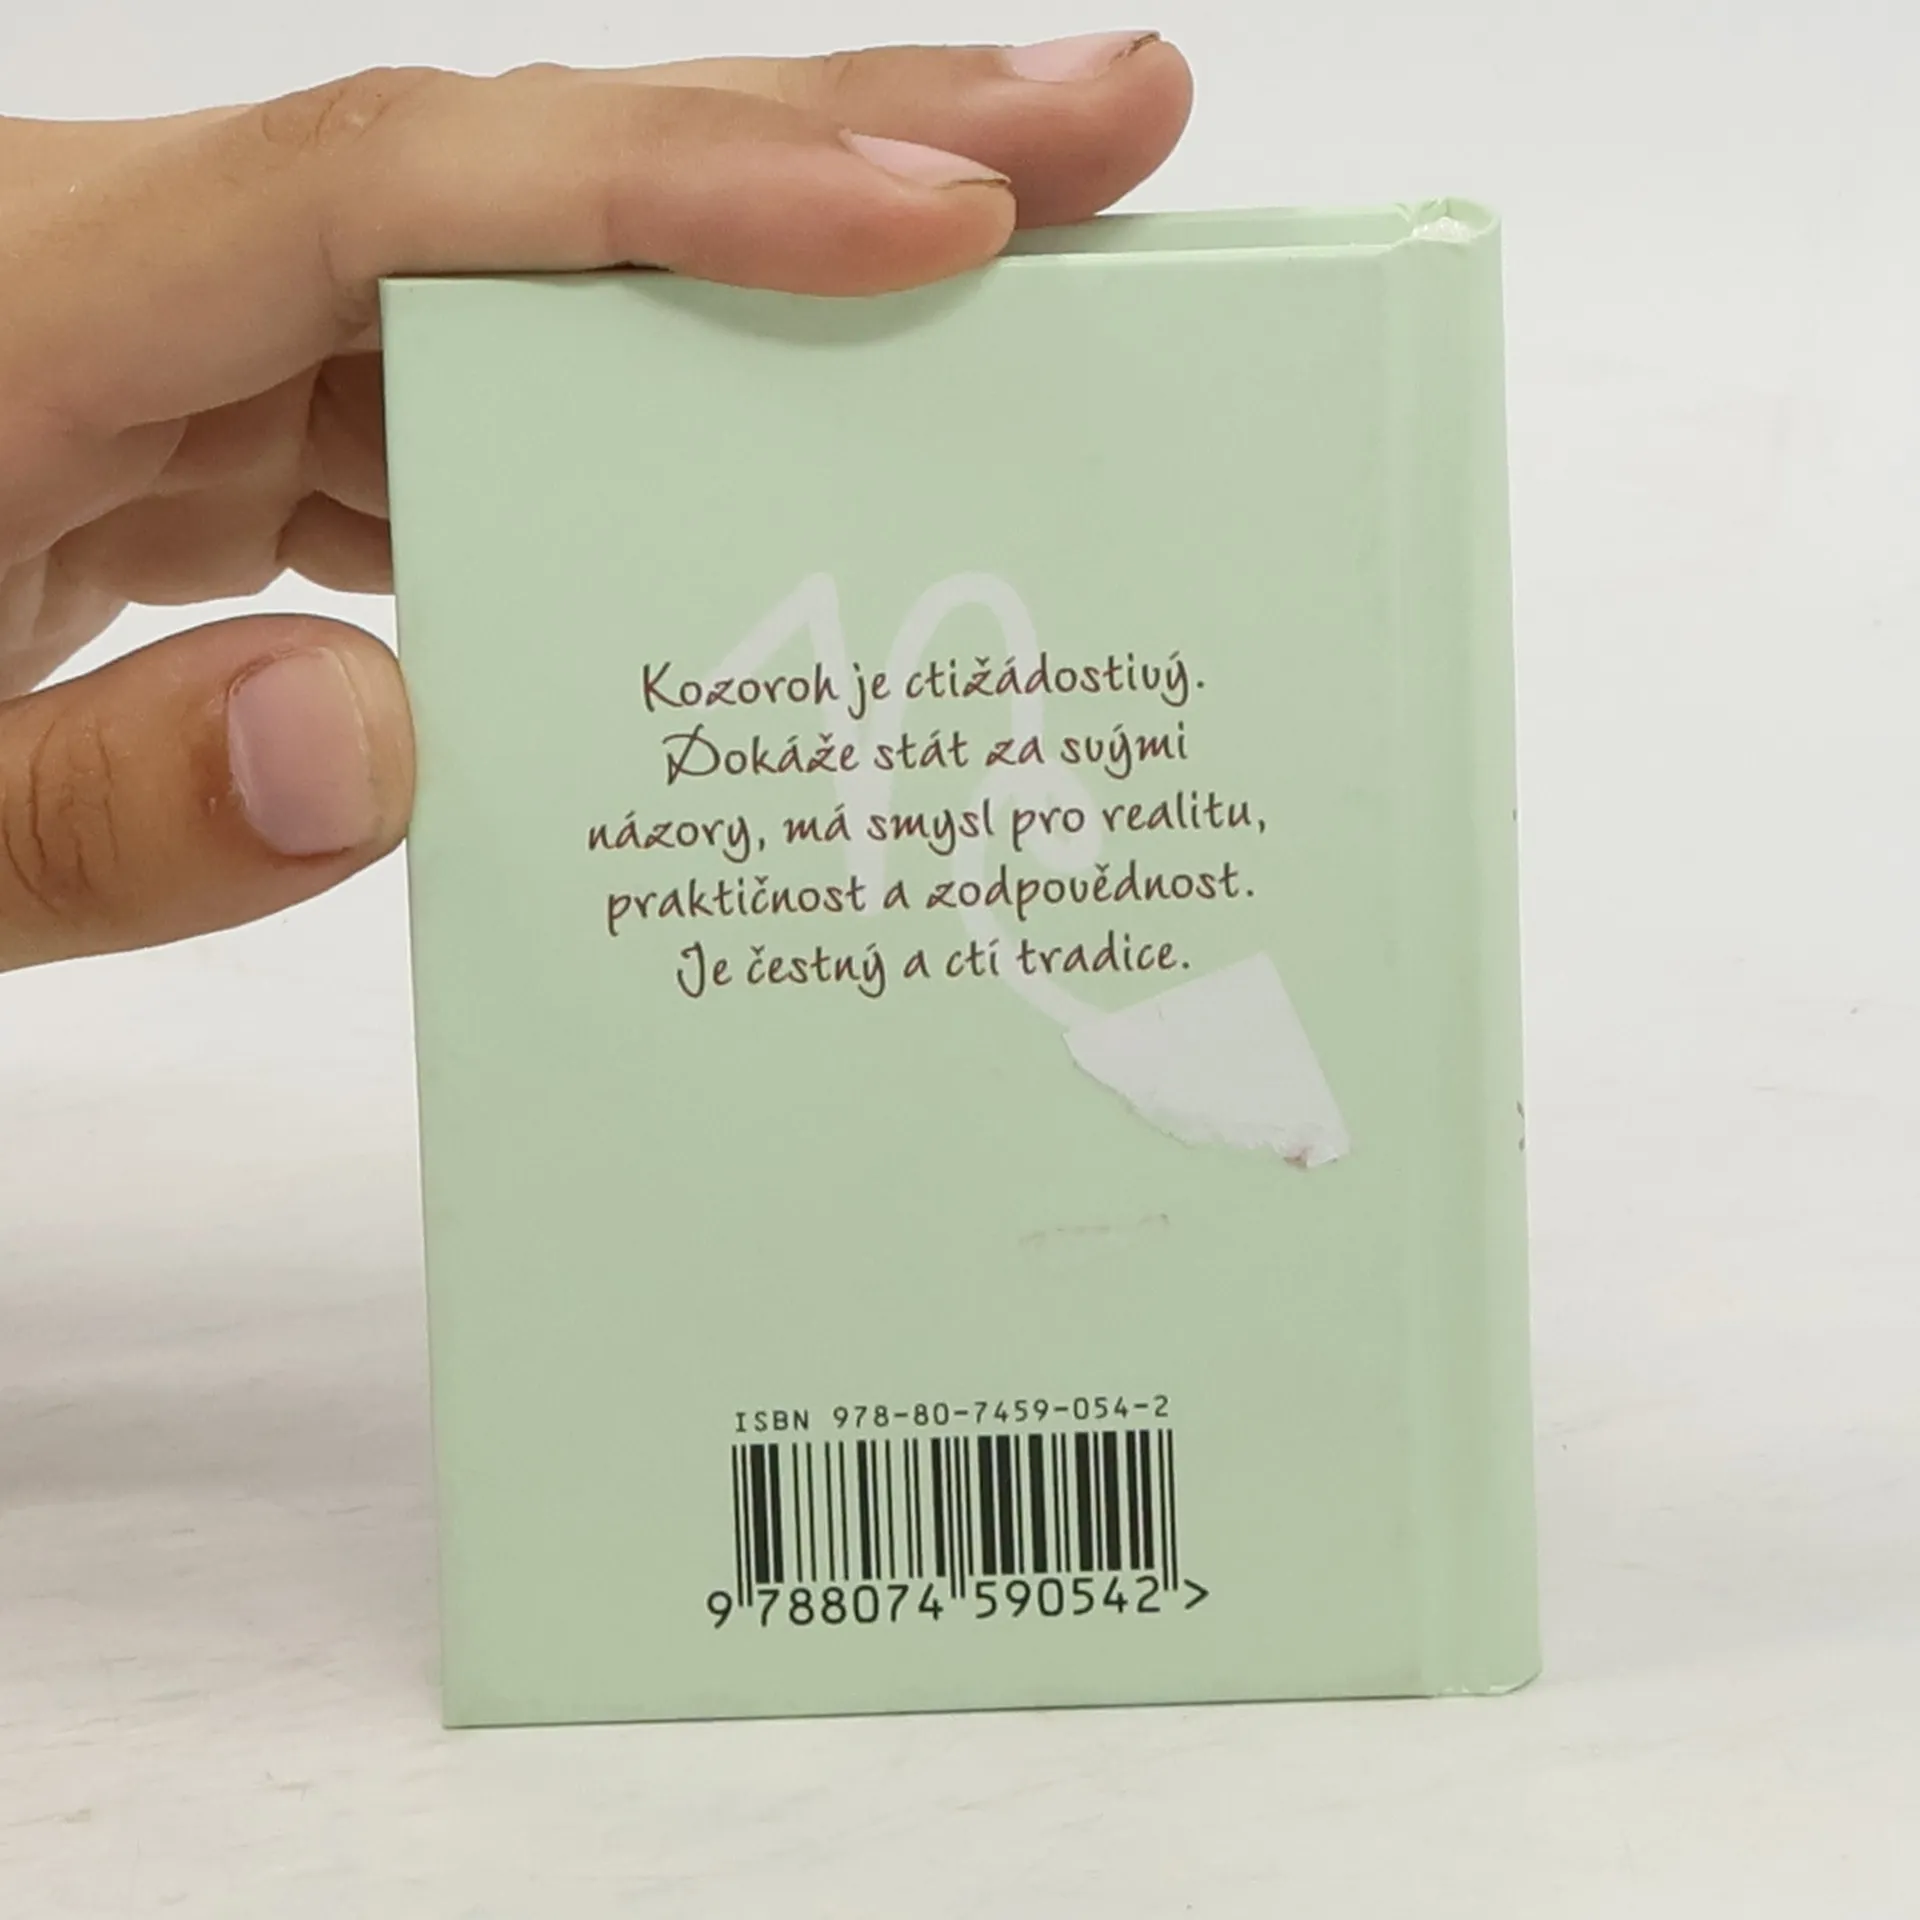 Kozoroh je ctižádostivý.
Dokáže stát za svými
názory, má smysl pro realitu,
praktičnost a zodpovědnost.
Je čestný a ctí tradice.
ISBN 978-80-7459-054-2
9 788074 590542 >